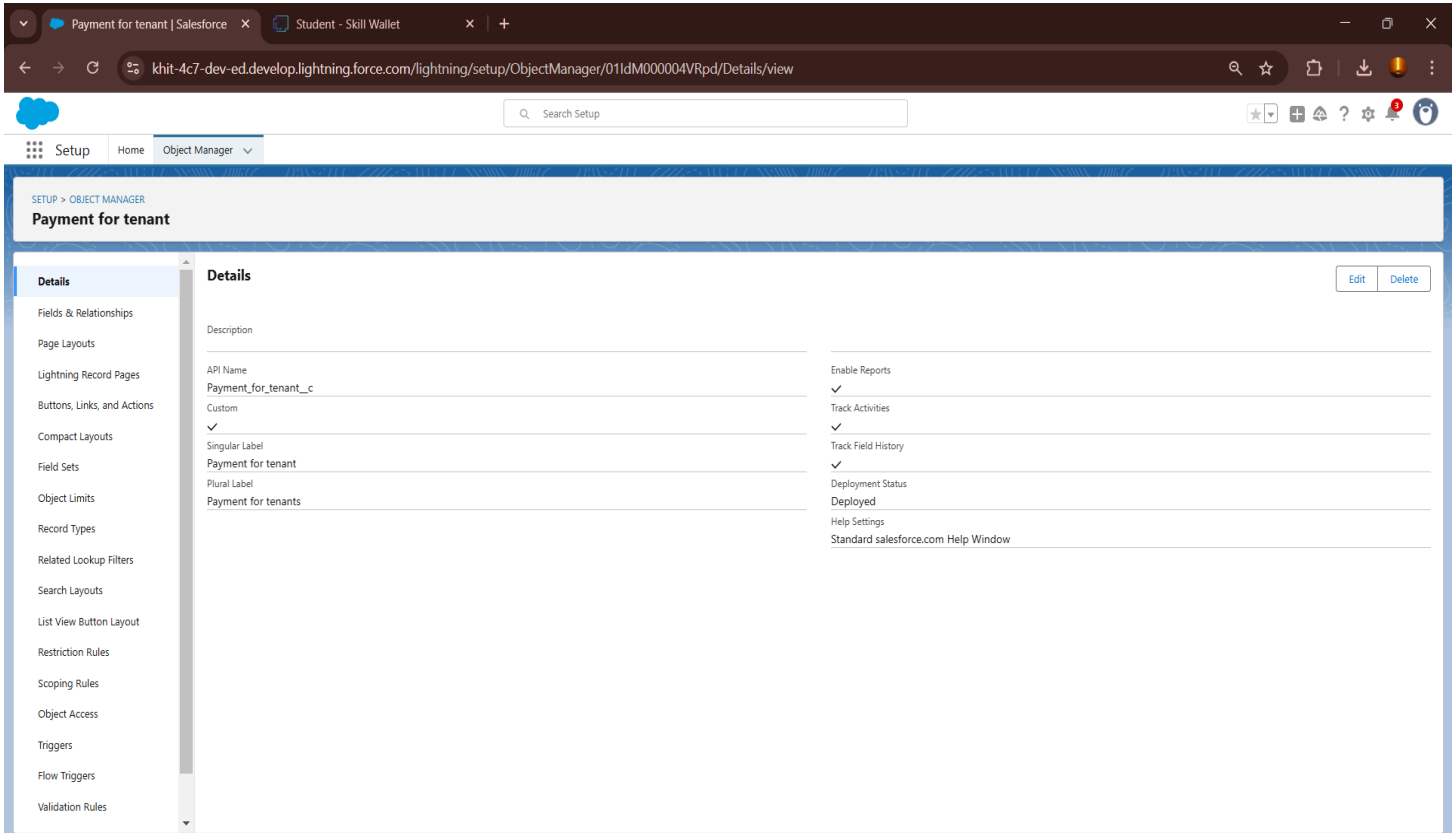 Payment for tenant | Salesforce
Student - Skill Wallet
khit-4c7-dev-ed.develop.lightning.force.com/lightning/setup/ObjectManager/01IdM000004VRpd/Details/view
Search Setup
3
Setup
Home
Object Manager
SETUP > OBJECT MANAGER
Payment for tenant
Details
Fields & Relationships
Page Layouts
Lightning Record Pages
Buttons, Links, and Actions
Compact Layouts
Field Sets
Object Limits
Record Types
Related Lookup Filters
Search Layouts
List View Button Layout
Restriction Rules
Scoping Rules
Object Access
Triggers
Flow Triggers
Validation Rules
Details
Edit
Delete
Description
API Name
Payment_for_tenant__c
Custom
Singular Label
Payment for tenant
Plural Label
Payment for tenants
Enable Reports
Track Activities
Track Field History
Deployment Status
Deployed
Help Settings
Standard salesforce.com Help Window